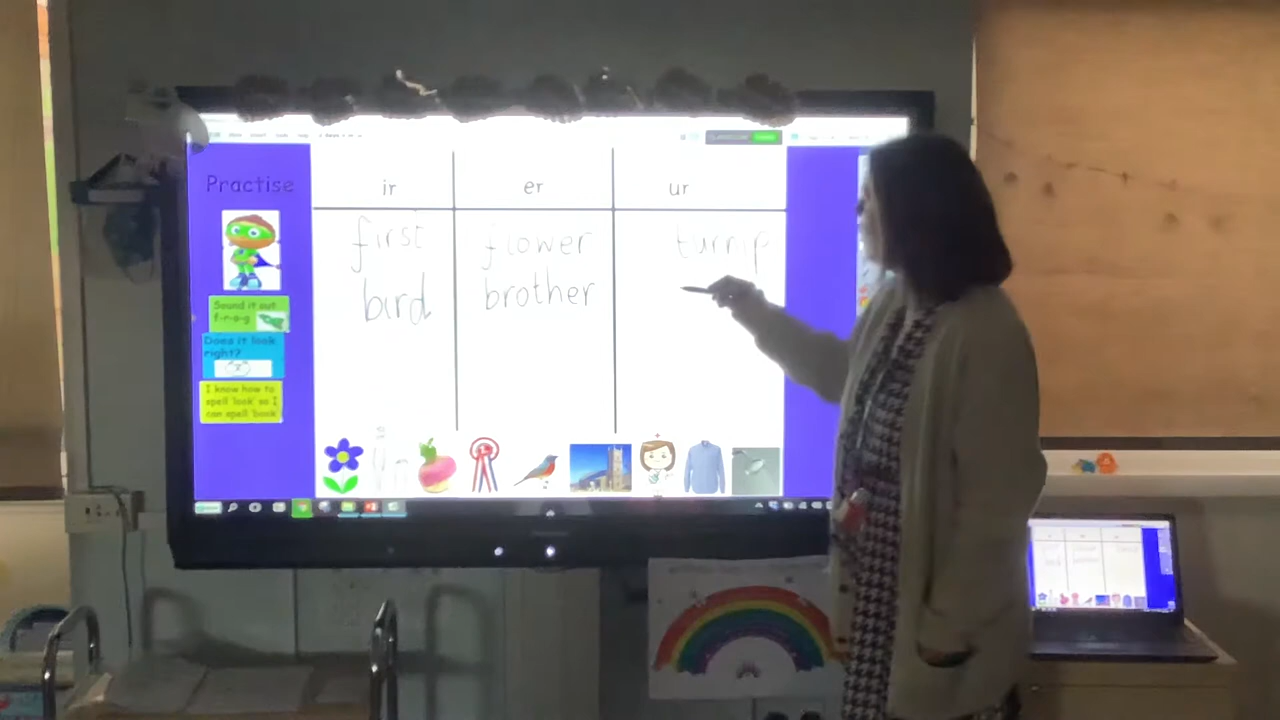 Practise
ir er ur
first flower turnip
bird brother
Sound it out
f-r-o-g
Does it look
right?
I know how to
spell 'look' so I
can spell 'book'